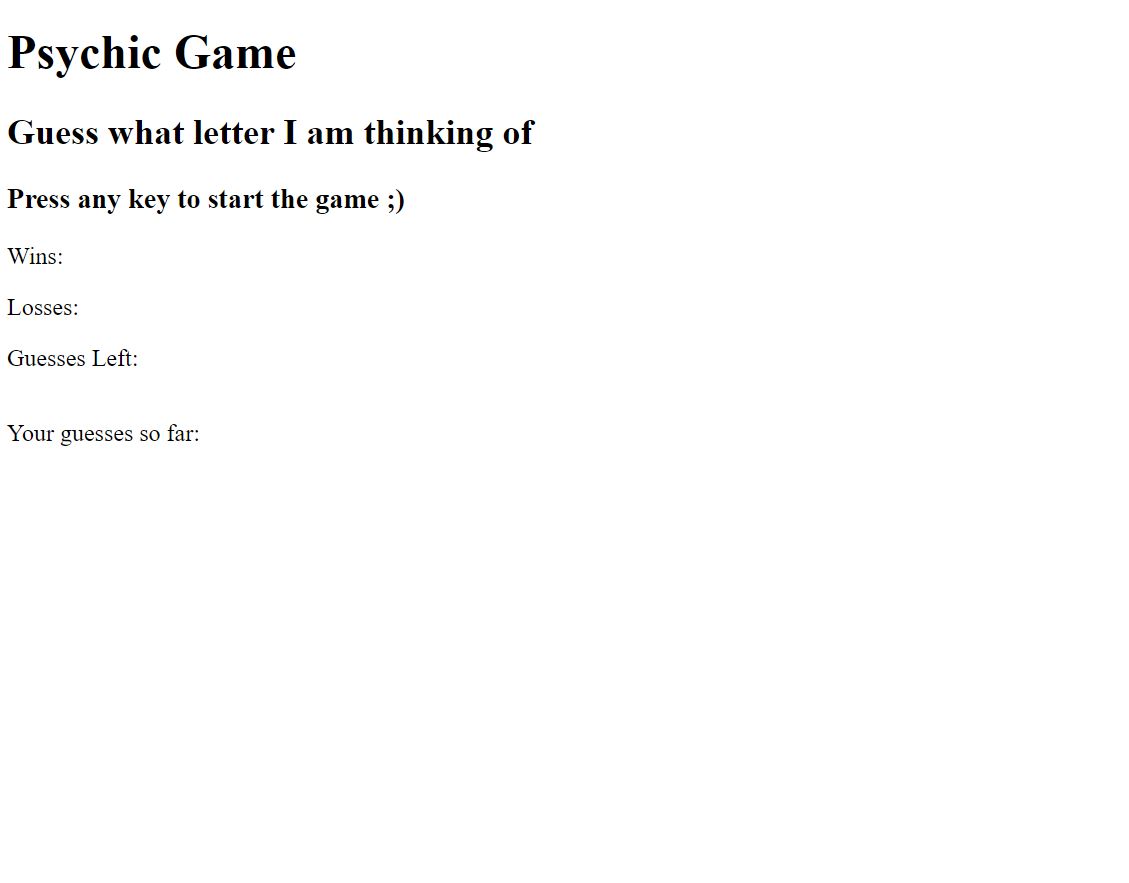 Psychic Game
Guess what letter I am thinking of
Press any key to start the game ;)
Wins:
Losses:
Guesses Left:
Your guesses so far: